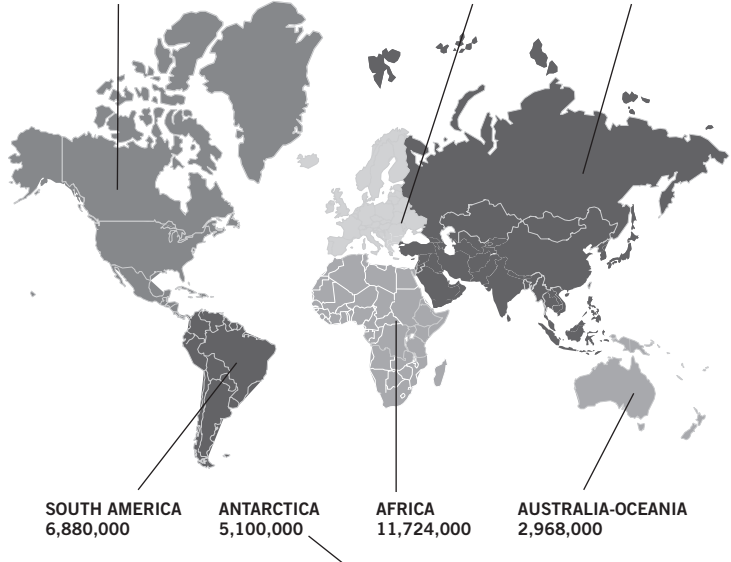 SOUTH AMERICA
6,880,000
ANTARCTICA
5,100,000
AFRICA
11,724,000
AUSTRALIA-OCEANIA
2,968,000